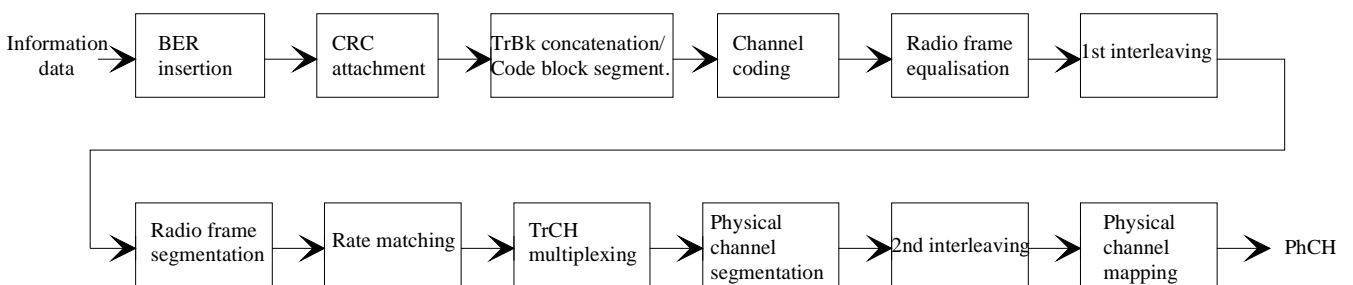 Information
data
BER
insertion
CRC
attachment
TrBk concatenation/
Code block segment.
Channel
coding
Radio frame
equalisation
1st interleaving
Radio frame
segmentation
Rate matching
TrCH
multiplexing
Physical
channel
segmentation
2nd interleaving
Physical
channel
mapping
PhCH